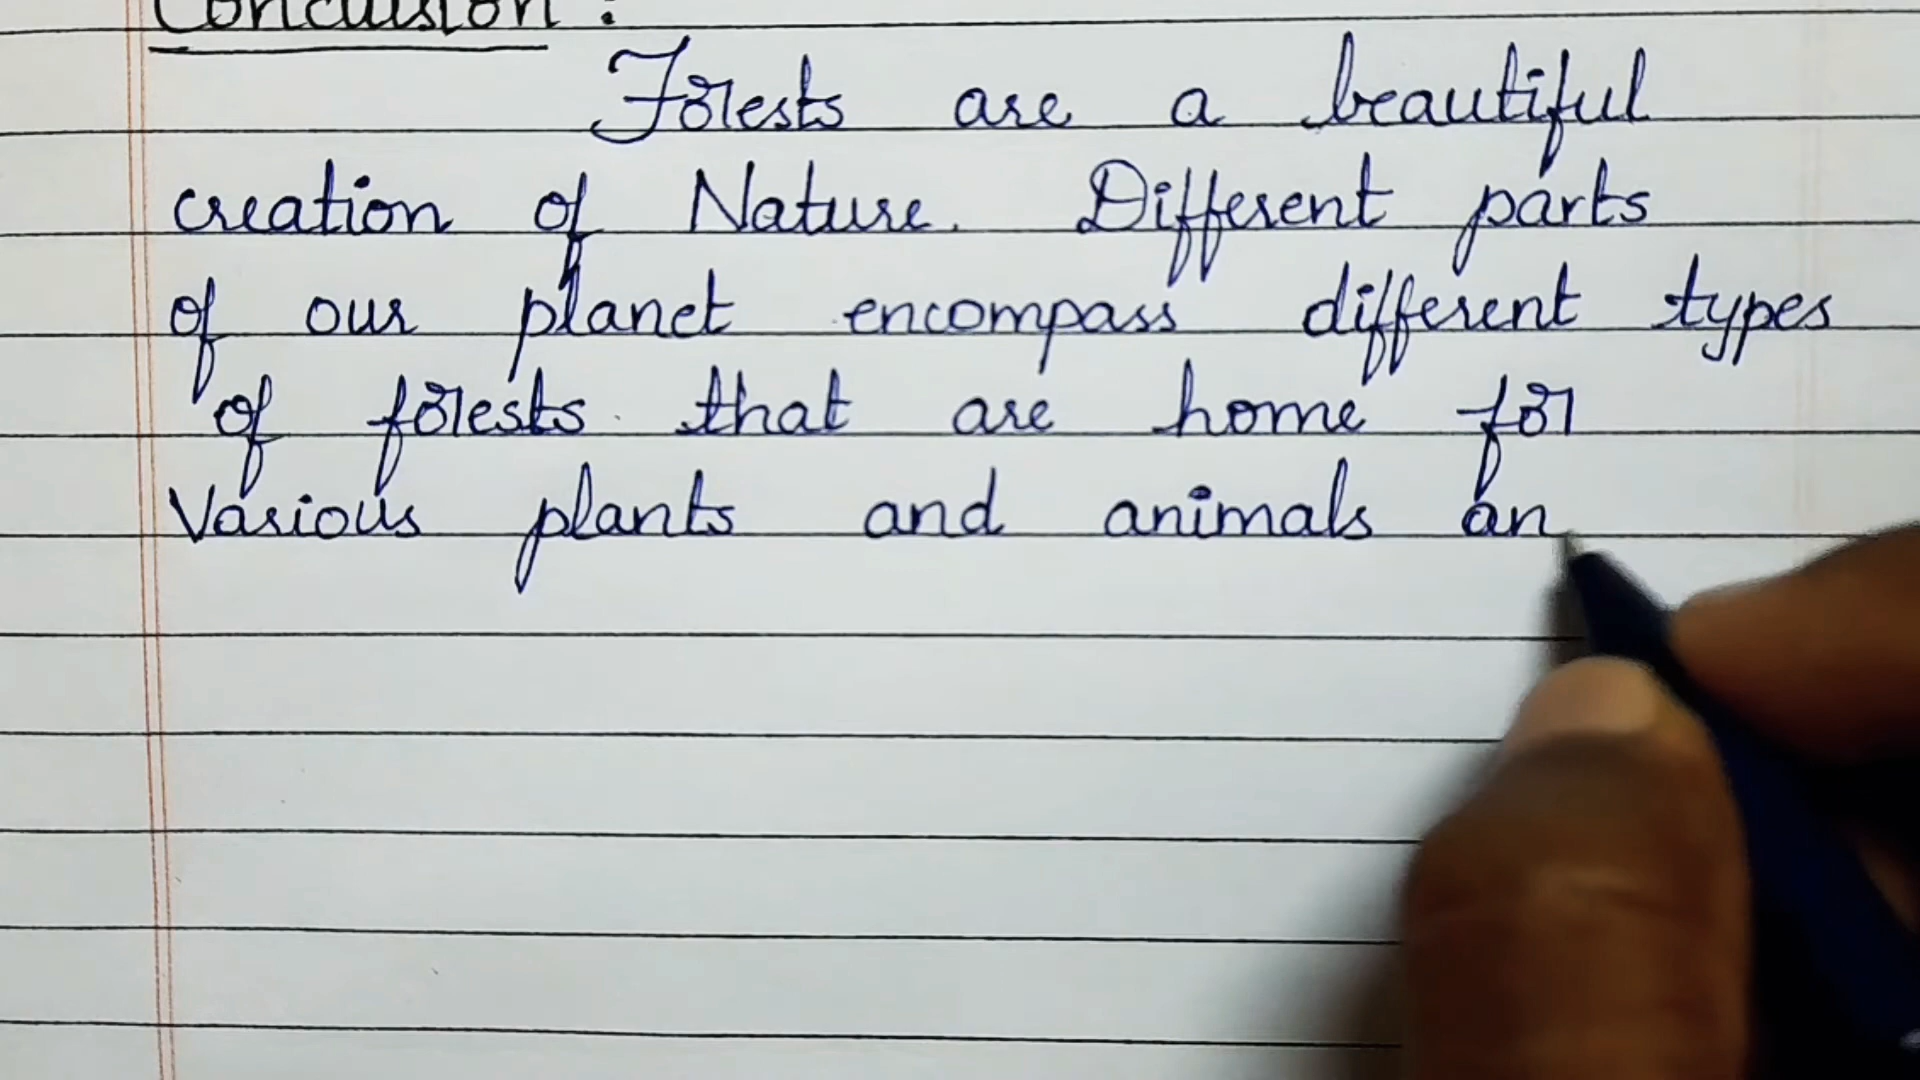 Conclusion :
Forests are a beautiful
creation of Nature. Different parts
of our planet encompass different types
of forests that are home for
Various plants and animals an